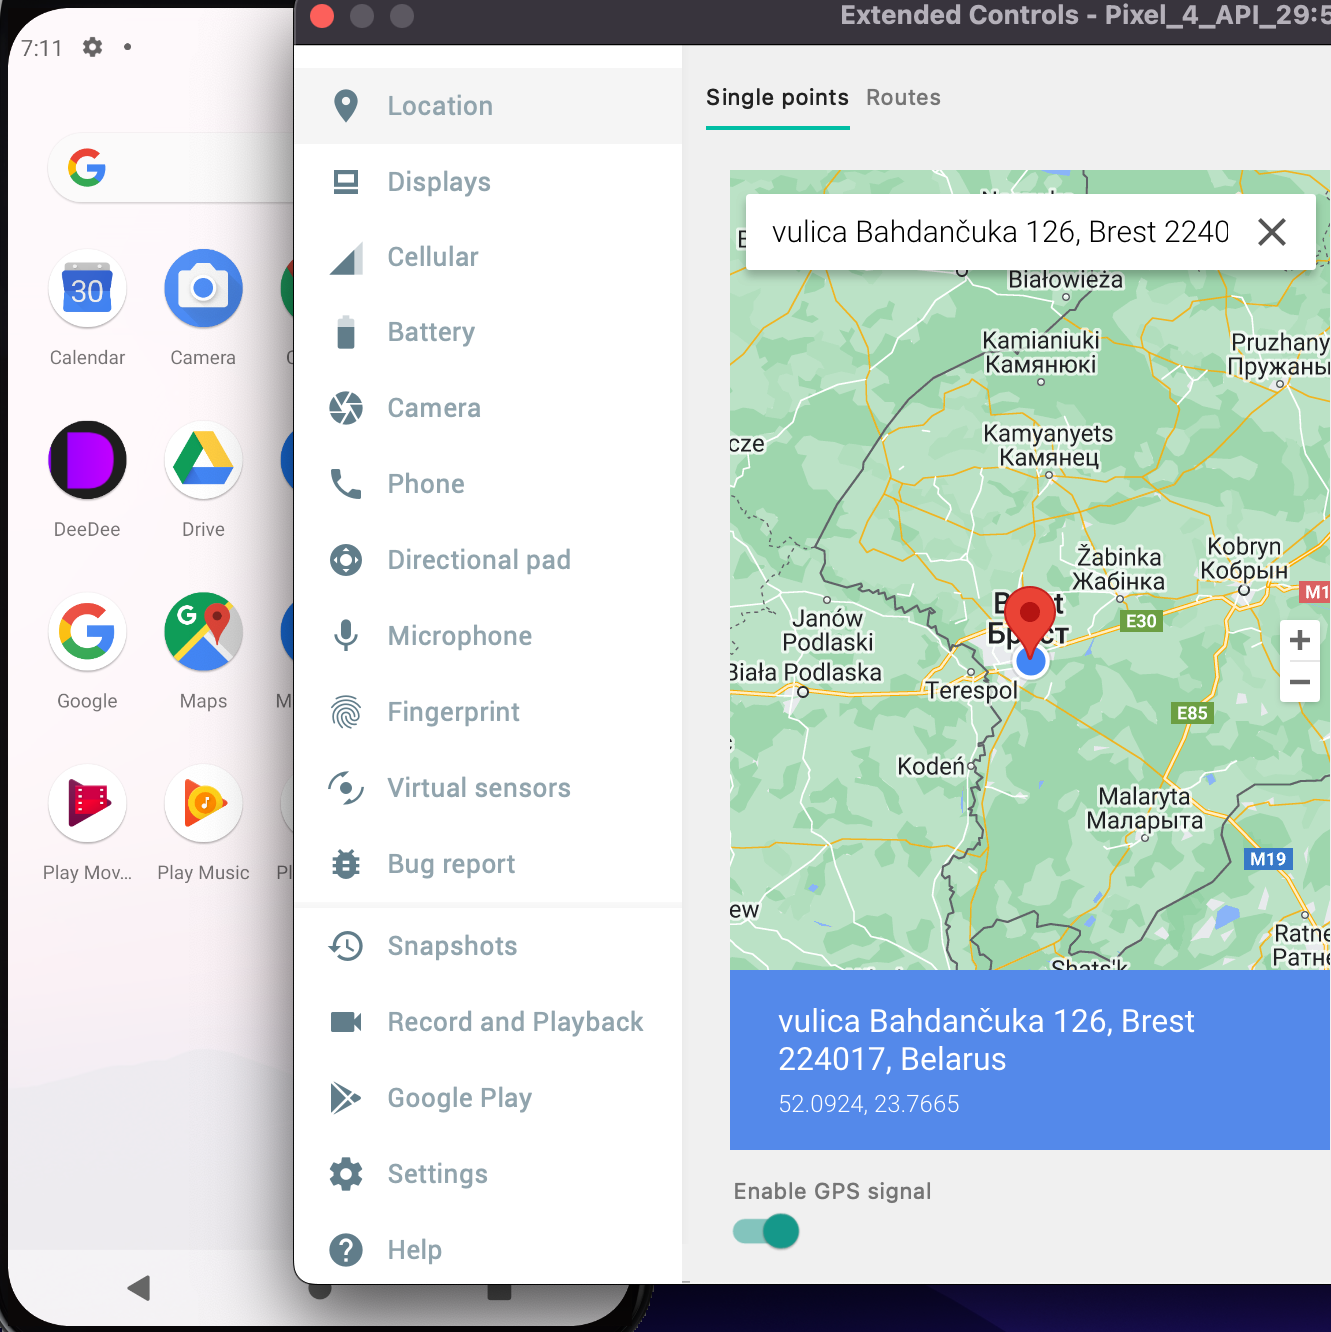 7:11
Extended Controls - Pixel_4_API_29:5
Calendar
30
Camera
DeeDee
Drive
Google
Maps
Play Mov...
Play Music
Location
Displays
Cellular
Battery
Camera
Phone
Directional pad
Microphone
Fingerprint
Virtual sensors
Bug report
Snapshots
Record and Playback
Google Play
Settings
Help
Single points
Routes
vulica Bahdančuka 126, Brest 2240
Białowieża
Kamianiuki
Камянюкі
Pruzhany
Пружаны
cze
Kamyanyets
Камянец
Žabinka
Жабінка
Kobryn
Кобрын
M1
Janów
Podlaski
E30
Biała Podlaska
Terespol
E85
Kodeń
Malaryta
Маларыта
M19
ew
Ratne
Ратне
Shats'k
vulica Bahdančuka 126, Brest
224017, Belarus
52.0924, 23.7665
Enable GPS signal